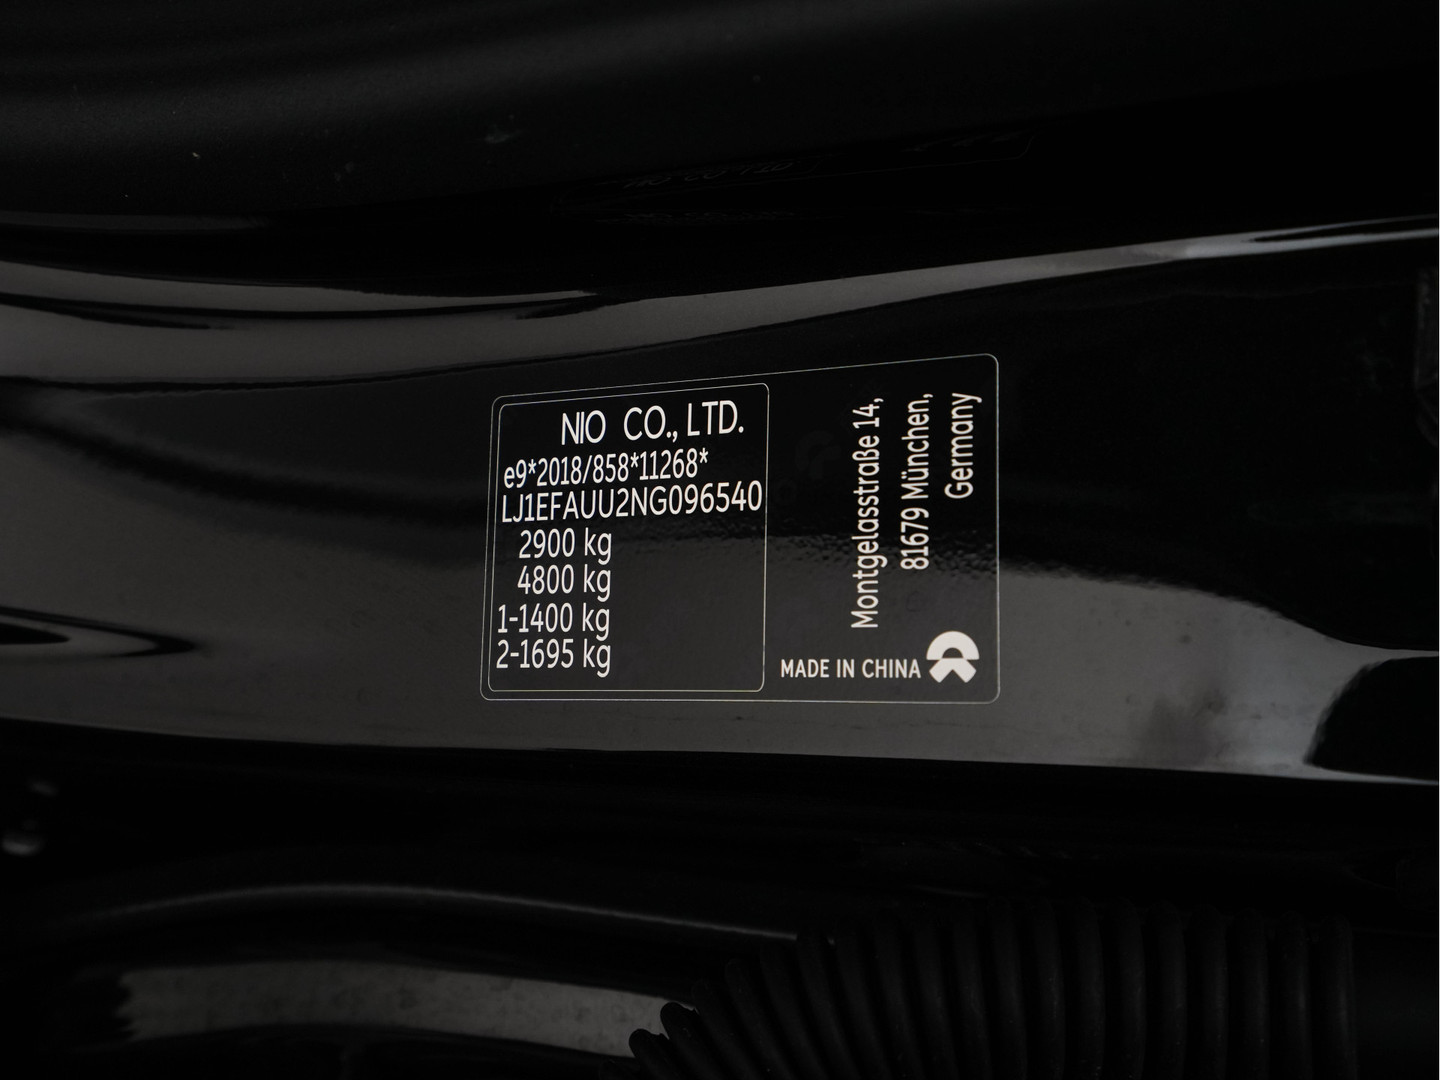 NIO CO., LTD.
e9*2018/858*11268*
LJ1EFAUU2NG096540
2900 kg
4800 kg
1-1400 kg
2-1695 kg
Montgelasstraße 14,
81679 München,
Germany
MADE IN CHINA